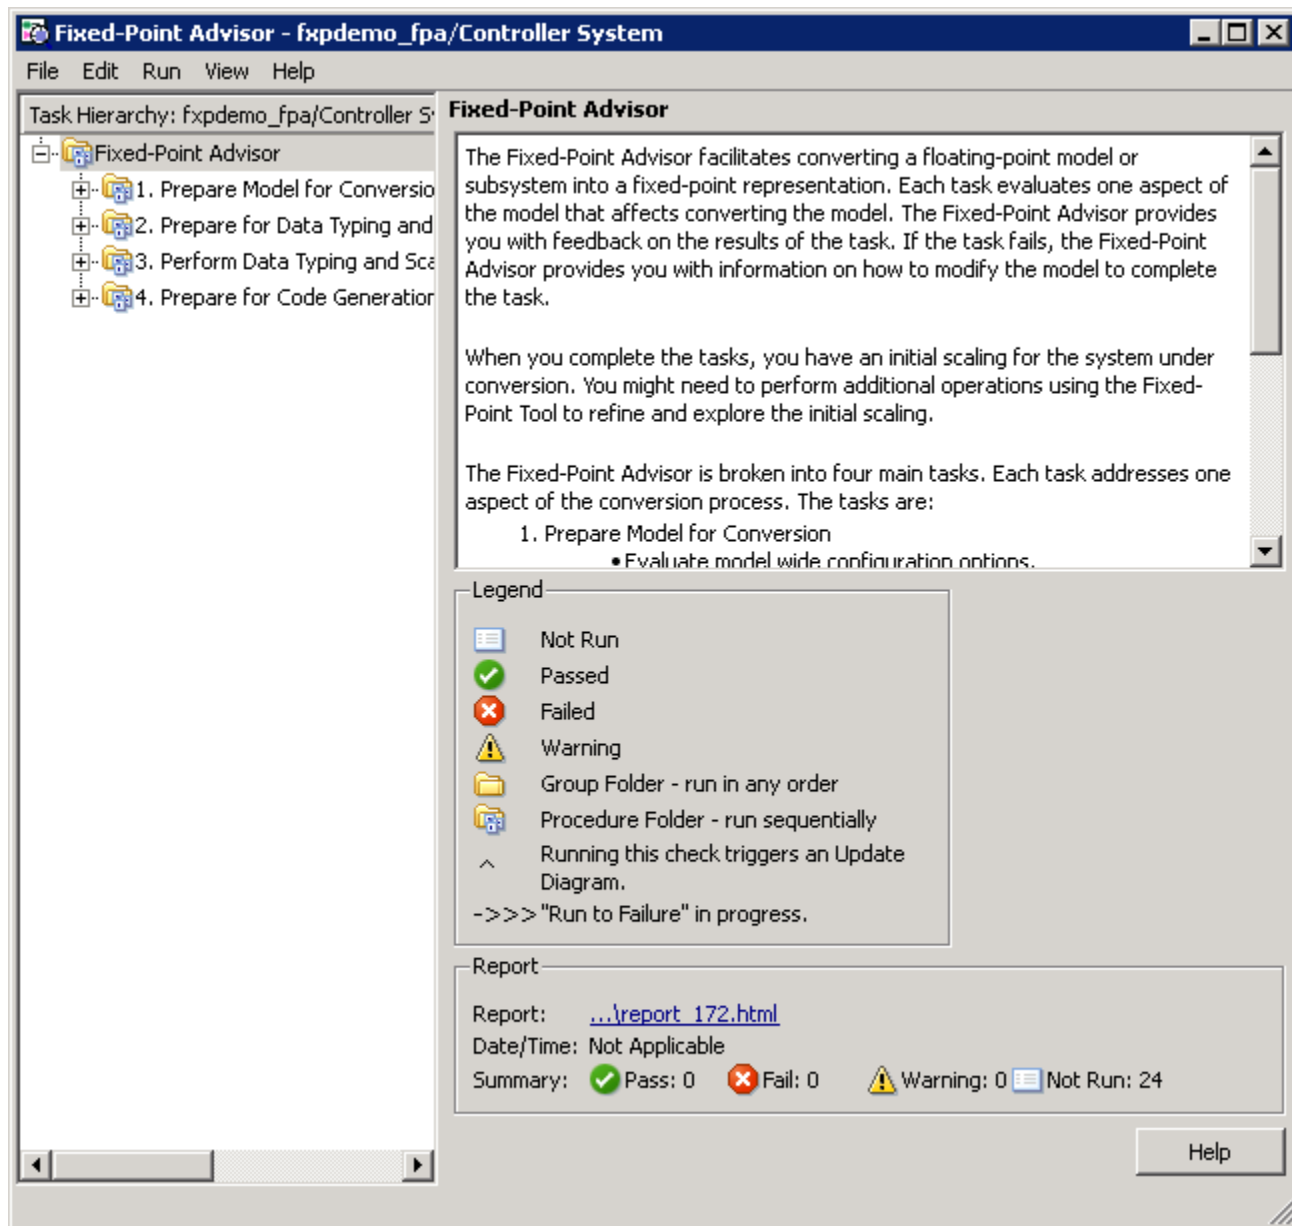 Fixed-Point Advisor - fxpdemo_fpa/Controller System
File Edit Run View Help
Task Hierarchy: fxpdemo_fpa/Controller S
Fixed-Point Advisor
1. Prepare Model for Conversio
2. Prepare for Data Typing and
3. Perform Data Typing and Sca
4. Prepare for Code Generation
Fixed-Point Advisor
The Fixed-Point Advisor facilitates converting a floating-point model or
subsystem into a fixed-point representation. Each task evaluates one aspect of
the model that affects converting the model. The Fixed-Point Advisor provides
you with feedback on the results of the task. If the task fails, the Fixed-Point
Advisor provides you with information on how to modify the model to complete
the task.
When you complete the tasks, you have an initial scaling for the system under
conversion. You might need to perform additional operations using the Fixed-
Point Tool to refine and explore the initial scaling.
The Fixed-Point Advisor is broken into four main tasks. Each task addresses one
aspect of the conversion process. The tasks are:
1. Prepare Model for Conversion
• Evaluate model wide configuration options.
Legend
Not Run
Passed
Failed
Warning
Group Folder - run in any order
Procedure Folder - run sequentially
^ Running this check triggers an Update
Diagram.
->>> "Run to Failure" in progress.
Report
Report: ...\report_172.html
Date/Time: Not Applicable
Summary: Pass: 0 Fail: 0 Warning: 0 Not Run: 24
Help